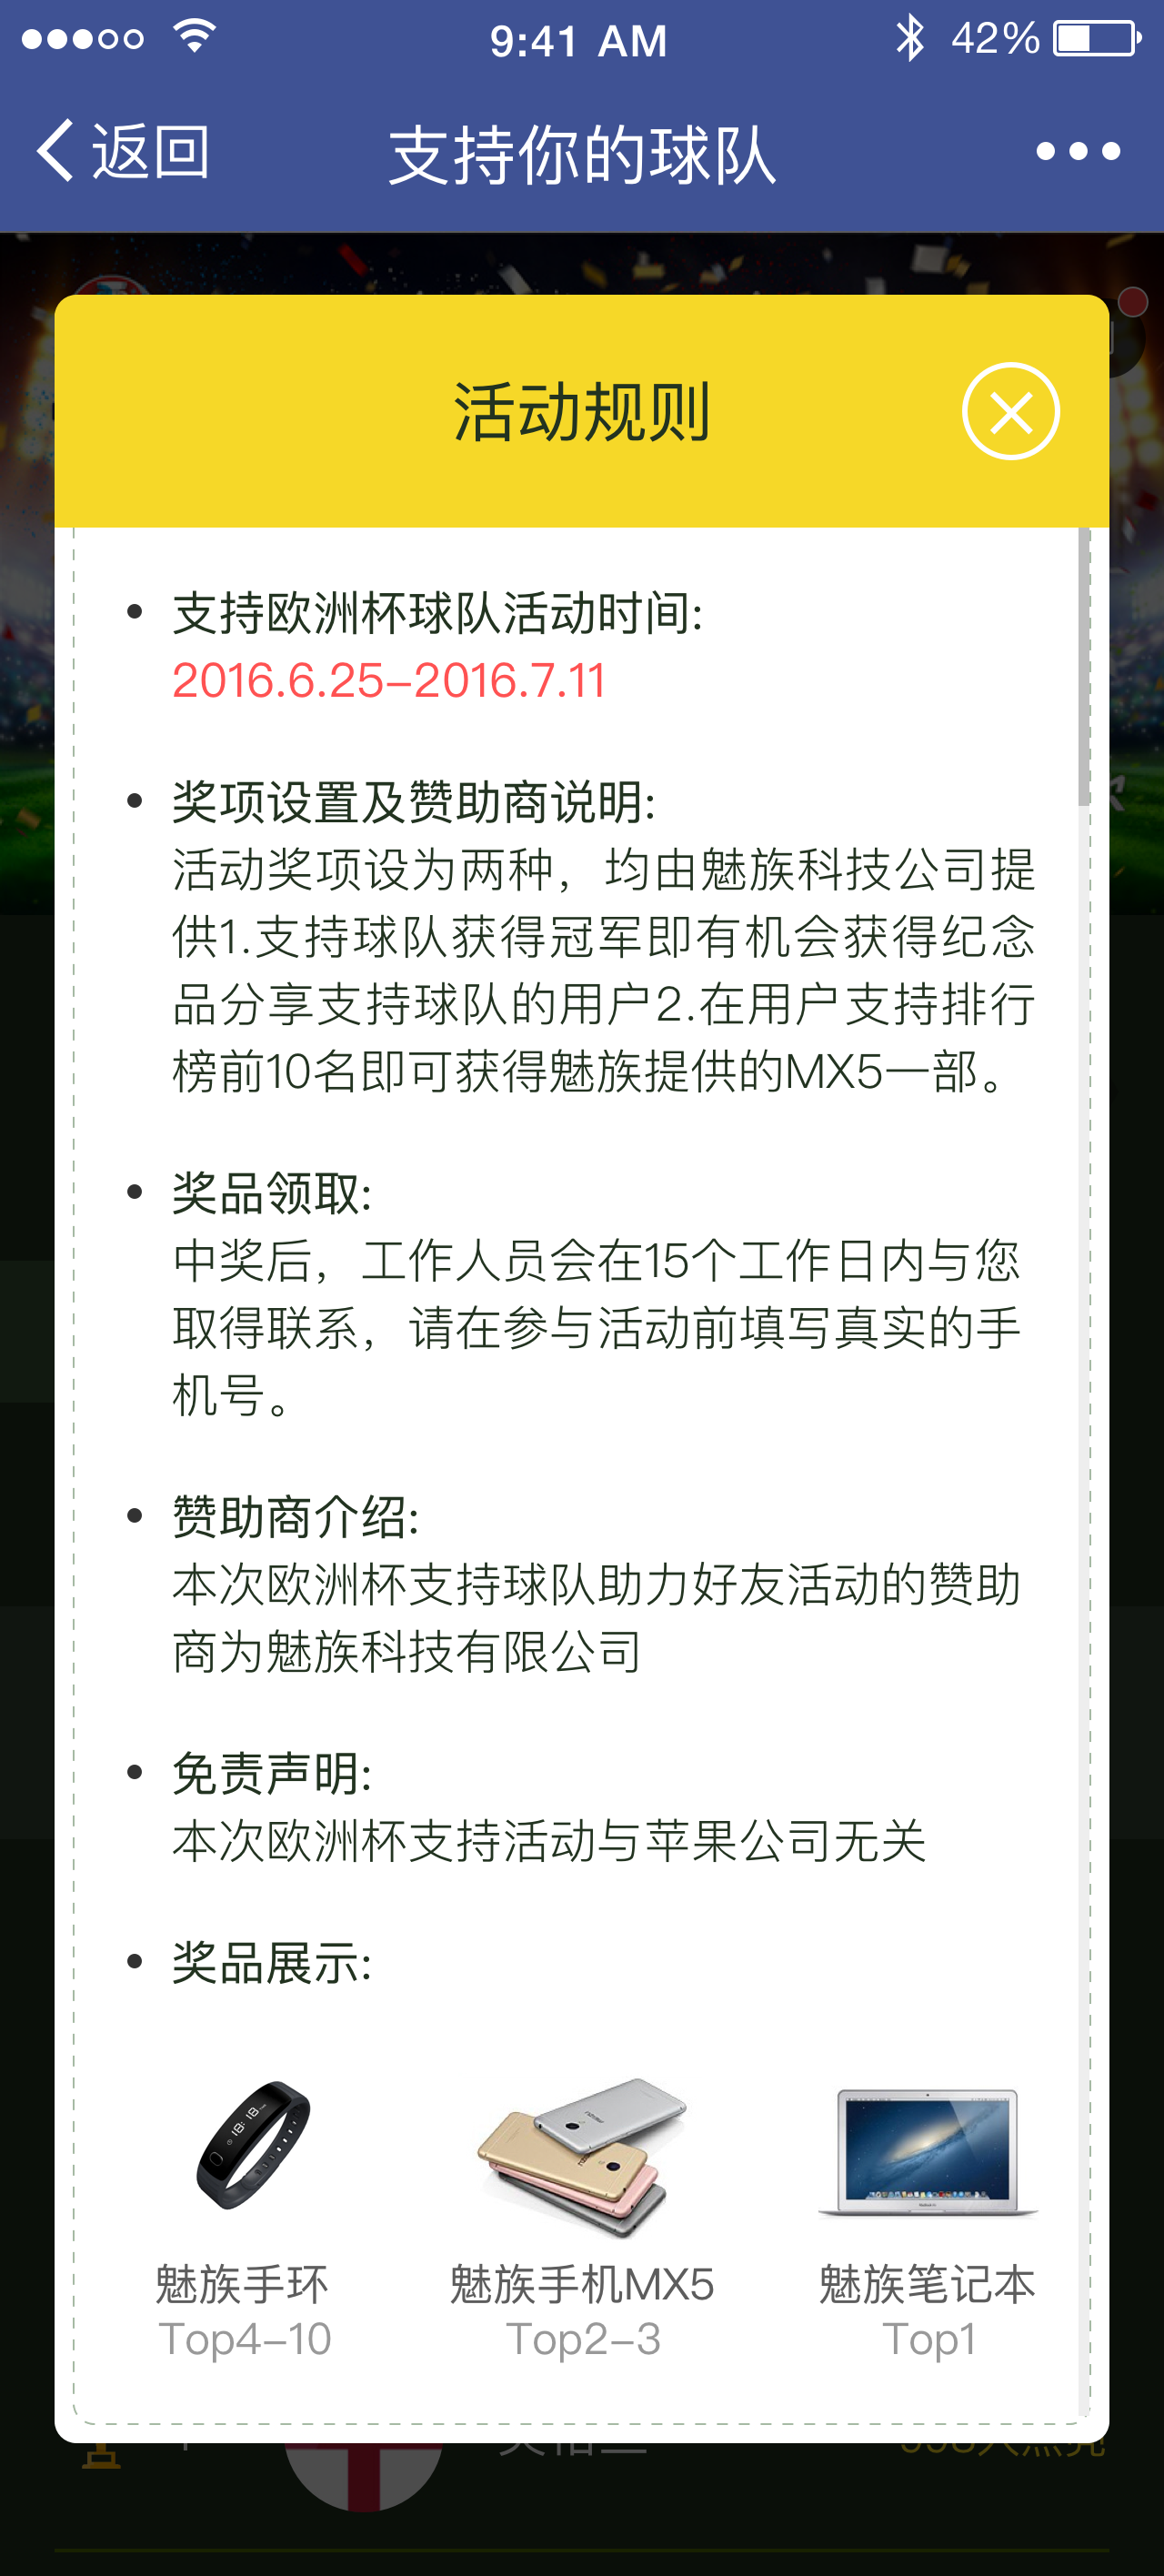 9:41 AM
42%
返回
支持你的球队
活动规则
支持欧洲杯球队活动时间:
2016.6.25-2016.7.11
奖项设置及赞助商说明:
活动奖项设为两种，均由魅族科技公司提
供1.支持球队获得冠军即有机会获得纪念
品分享支持球队的用户2.在用户支持排行
榜前10名即可获得魅族提供的MX5一部。
奖品领取:
中奖后，工作人员会在15个工作日内与您
取得联系，请在参与活动前填写真实的手
机号。
赞助商介绍:
本次欧洲杯支持球队助力好友活动的赞助
商为魅族科技有限公司
免责声明:
本次欧洲杯支持活动与苹果公司无关
奖品展示:
魅族手环
Top4-10
魅族手机MX5
Top2-3
魅族笔记本
Top1